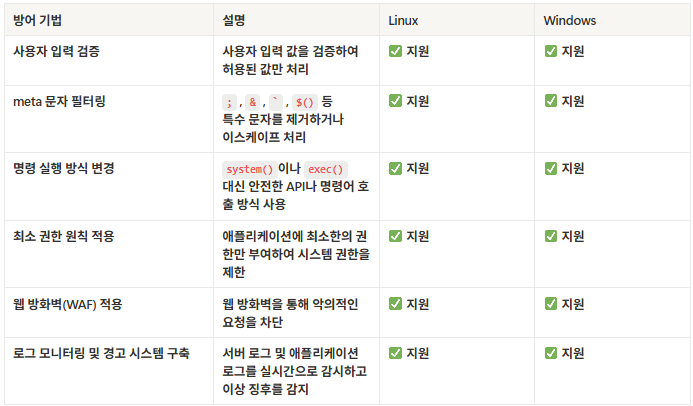 방어 기법 설명 Linux Windows
사용자 입력 검증 사용자 입력 값을 검증하여 ✅ 지원 ✅ 지원
허용된 값만 처리
meta 문자 필터링 ; , & , ` , $() 등 ✅ 지원 ✅ 지원
특수 문자를 제거하거나
이스케이프 처리
명령 실행 방식 변경 system() 이나 exec() ✅ 지원 ✅ 지원
대신 안전한 API나 명령어 호
출 방식 사용
최소 권한 원칙 적용 애플리케이션에 최소한의 권 ✅ 지원 ✅ 지원
한만 부여하여 시스템 권한을
제한
웹 방화벽(WAF) 적용 웹 방화벽을 통해 악의적인 ✅ 지원 ✅ 지원
요청을 차단
로그 모니터링 및 경고 시스템 구축 서버 로그 및 애플리케이션 ✅ 지원 ✅ 지원
로그를 실시간으로 감시하고
이상 징후를 감지